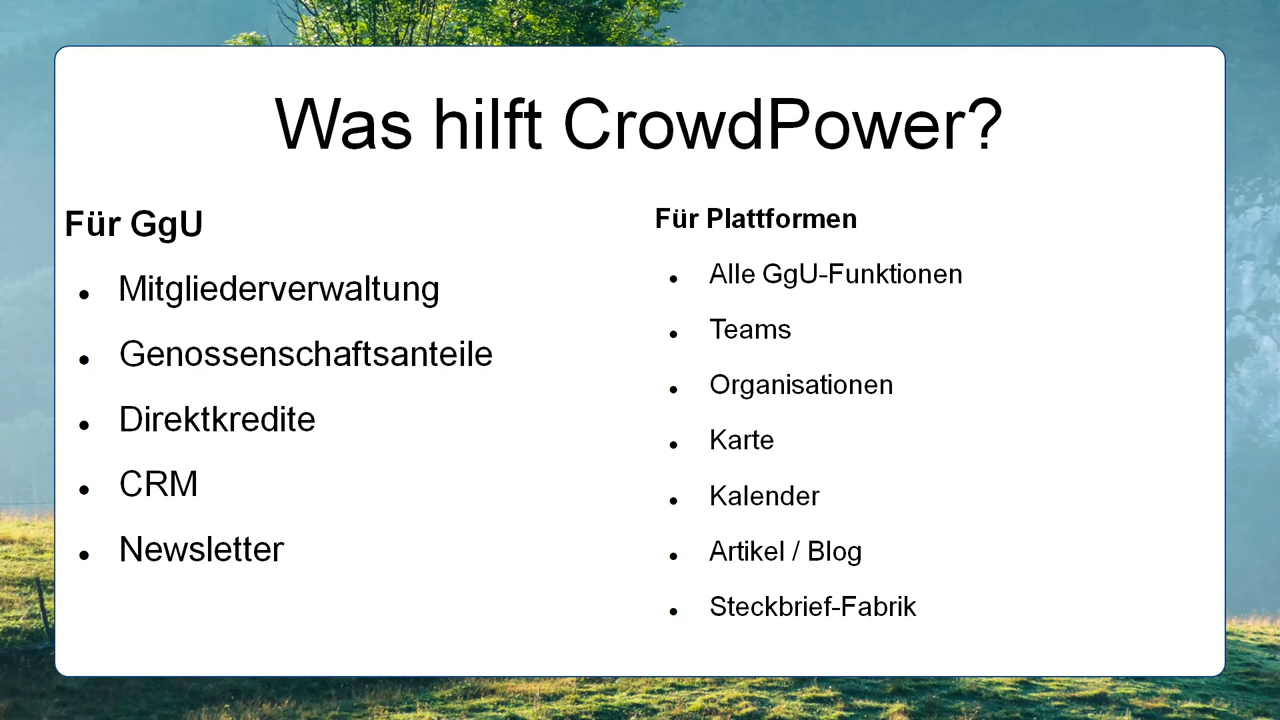 Was hilft CrowdPower?
Für GgU
Mitgliederverwaltung
Genossenschaftsanteile
Direktkredite
CRM
Newsletter
Für Plattformen
Alle GgU-Funktionen
Teams
Organisationen
Karte
Kalender
Artikel / Blog
Steckbrief-Fabrik